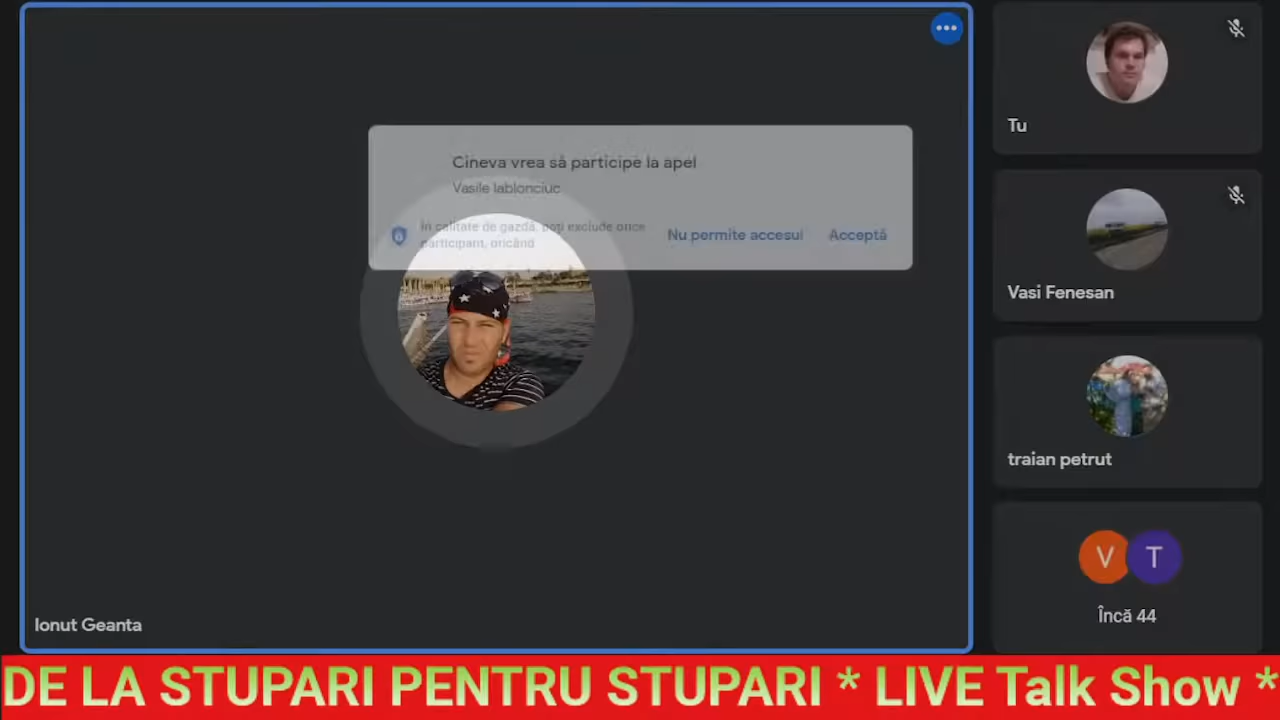 Cineva vrea să participe la apel
Vasile Iablonciuc
În calitate de gazdă, poți exclude orice
participant, oricând
Nu permite accesul
Acceptă
Ionut Geanta
Tu
Vasi Fenesan
traian petrut
V
T
Încă 44
DE LA STUPARI PENTRU STUPARI * LIVE Talk Show *